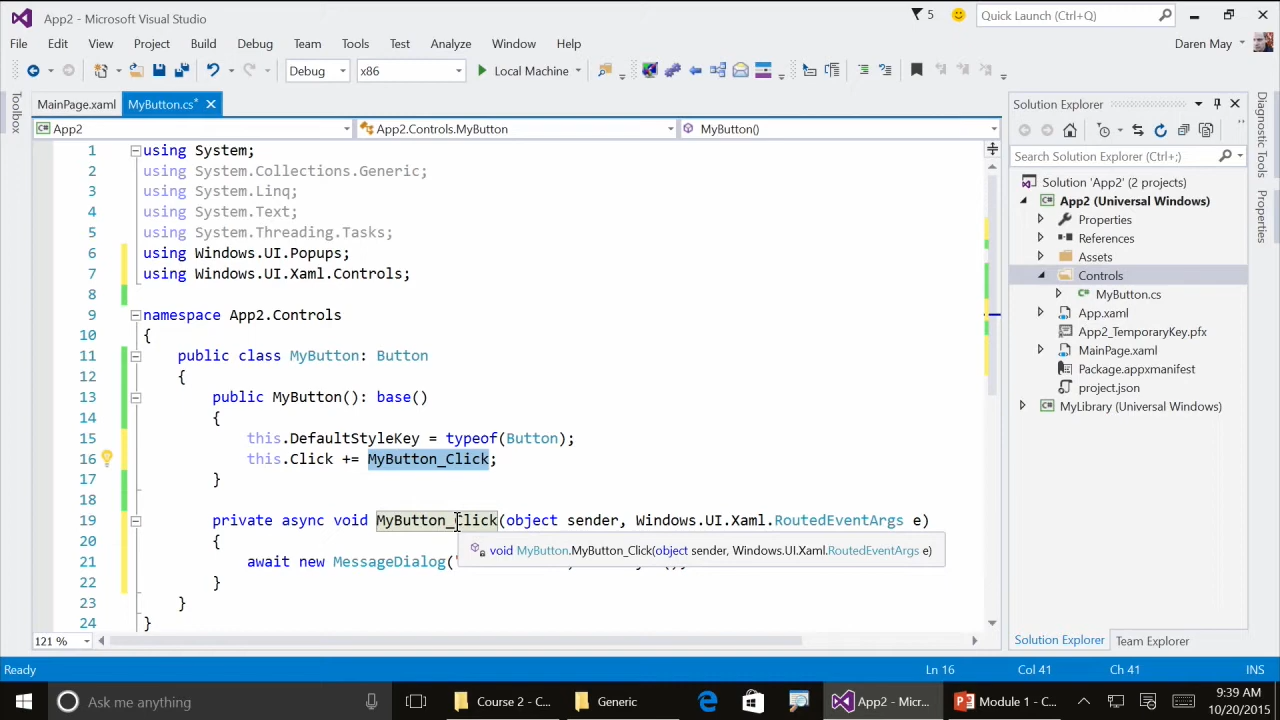 App2 - Microsoft Visual Studio
5
Quick Launch (Ctrl+Q)
File Edit View Project Build Debug Team Tools Test Analyze Window Help
Daren May
Debug x86 Local Machine
Toolbox
MainPage.xaml MyButton.cs*
App2 App2.Controls.MyButton MyButton()
1 using System;
2 using System.Collections.Generic;
3 using System.Linq;
4 using System.Text;
5 using System.Threading.Tasks;
6 using Windows.UI.Popups;
7 using Windows.UI.Xaml.Controls;
8
9 namespace App2.Controls
10 {
11 public class MyButton: Button
12 {
13 public MyButton(): base()
14 {
15 this.DefaultStyleKey = typeof(Button);
16 this.Click += MyButton_Click;
17 }
18
19 private async void MyButton_Click(object sender, Windows.UI.Xaml.RoutedEventArgs e)
20 {
void MyButton.MyButton_Click(object sender, Windows.UI.Xaml.RoutedEventArgs e)
21 await new MessageDialog(
22 }
23 }
24 }
121 %
Solution Explorer
Search Solution Explorer (Ctrl+;)
Solution 'App2' (2 projects)
App2 (Universal Windows)
Properties
References
Assets
Controls
MyButton.cs
App.xaml
App2_TemporaryKey.pfx
MainPage.xaml
Package.appxmanifest
project.json
MyLibrary (Universal Windows)
Solution Explorer Team Explorer
Diagnostic Tools
Properties
Ready Ln 16 Col 41 Ch 41 INS
Ask me anything
Course 2 - C...
Generic
App2 - Micr...
Module 1 - C...
9:39 AM
10/20/2015